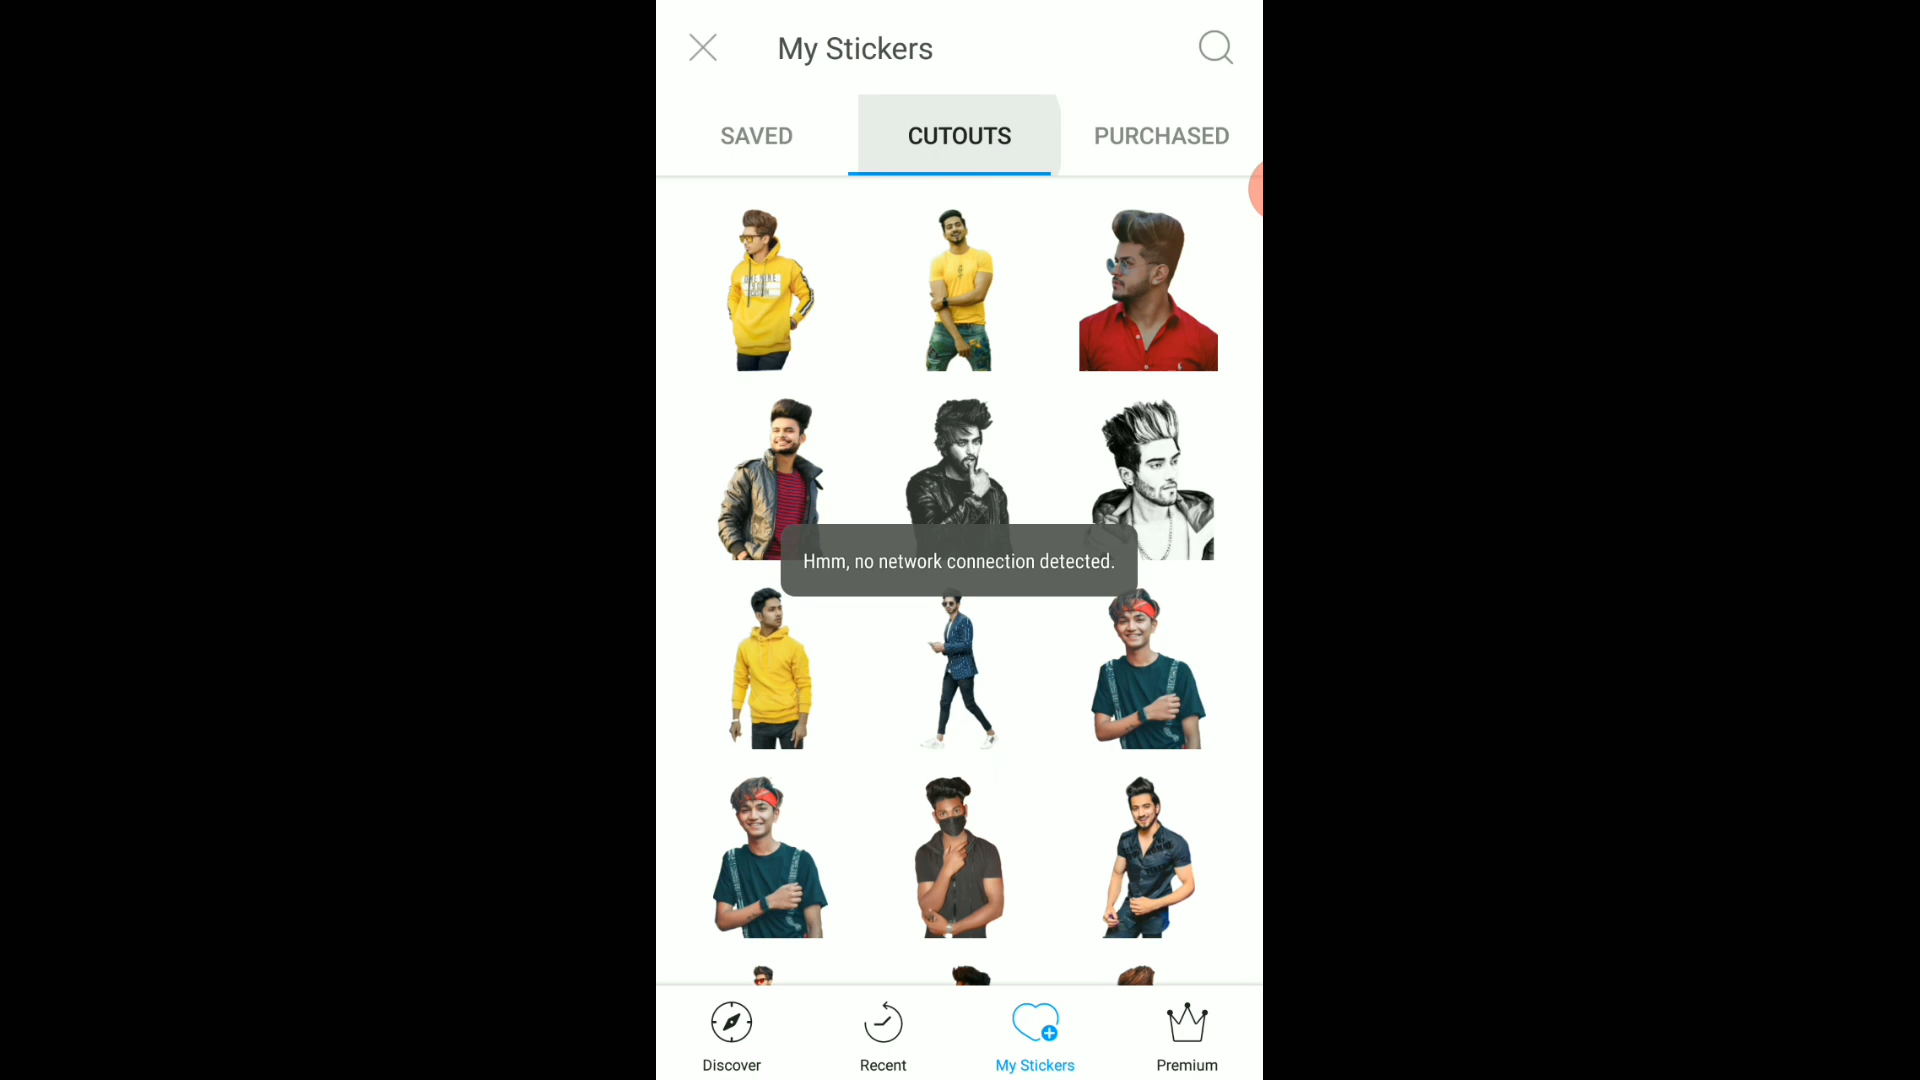 My Stickers
SAVED
CUTOUTS
PURCHASED
Hmm, no network connection detected.
Discover
Recent
My Stickers
Premium